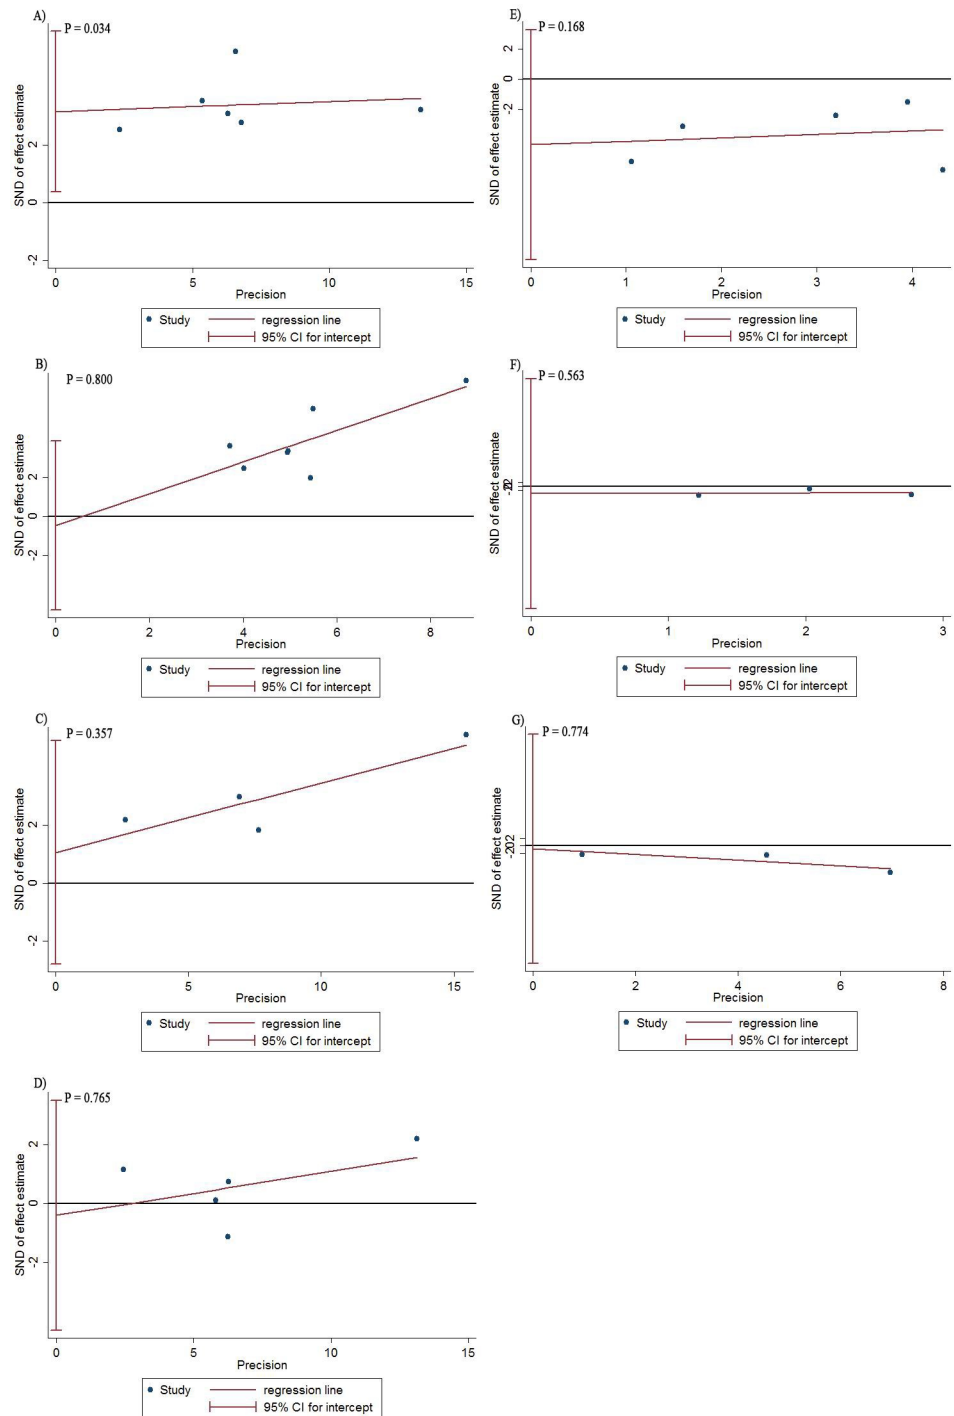 A)
P = 0.034
SND of effect estimate
2
0
-2
0 5 10 15
Precision
Study regression line
95% CI for intercept
B)
P = 0.800
SND of effect estimate
2
0
-2
0 2 4 6 8
Precision
Study regression line
95% CI for intercept
C)
P = 0.357
SND of effect estimate
2
0
-2
0 5 10 15
Precision
Study regression line
95% CI for intercept
D)
P = 0.765
SND of effect estimate
2
0
-2
0 5 10 15
Precision
Study regression line
95% CI for intercept
E)
P = 0.168
SND of effect estimate
2
0
-2
0 1 2 3 4
Precision
Study regression line
95% CI for intercept
F)
P = 0.563
SND of effect estimate
0 1 2 3
Precision
Study regression line
95% CI for intercept
G)
P = 0.774
SND of effect estimate
-202
0 2 4 6 8
Precision
Study regression line
95% CI for intercept